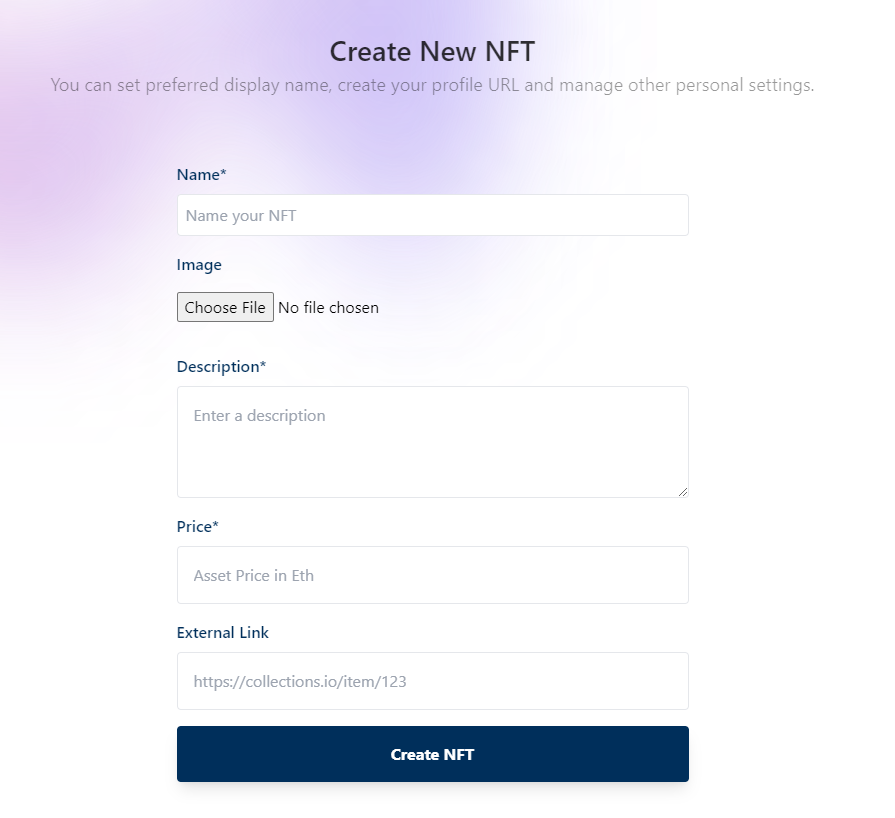 Create New NFT
You can set preferred display name, create your profile URL and manage other personal settings.
Name*
Name your NFT
Image
Choose File No file chosen
Description*
Enter a description
Price*
Asset Price in Eth
External Link
https://collections.io/item/123
Create NFT